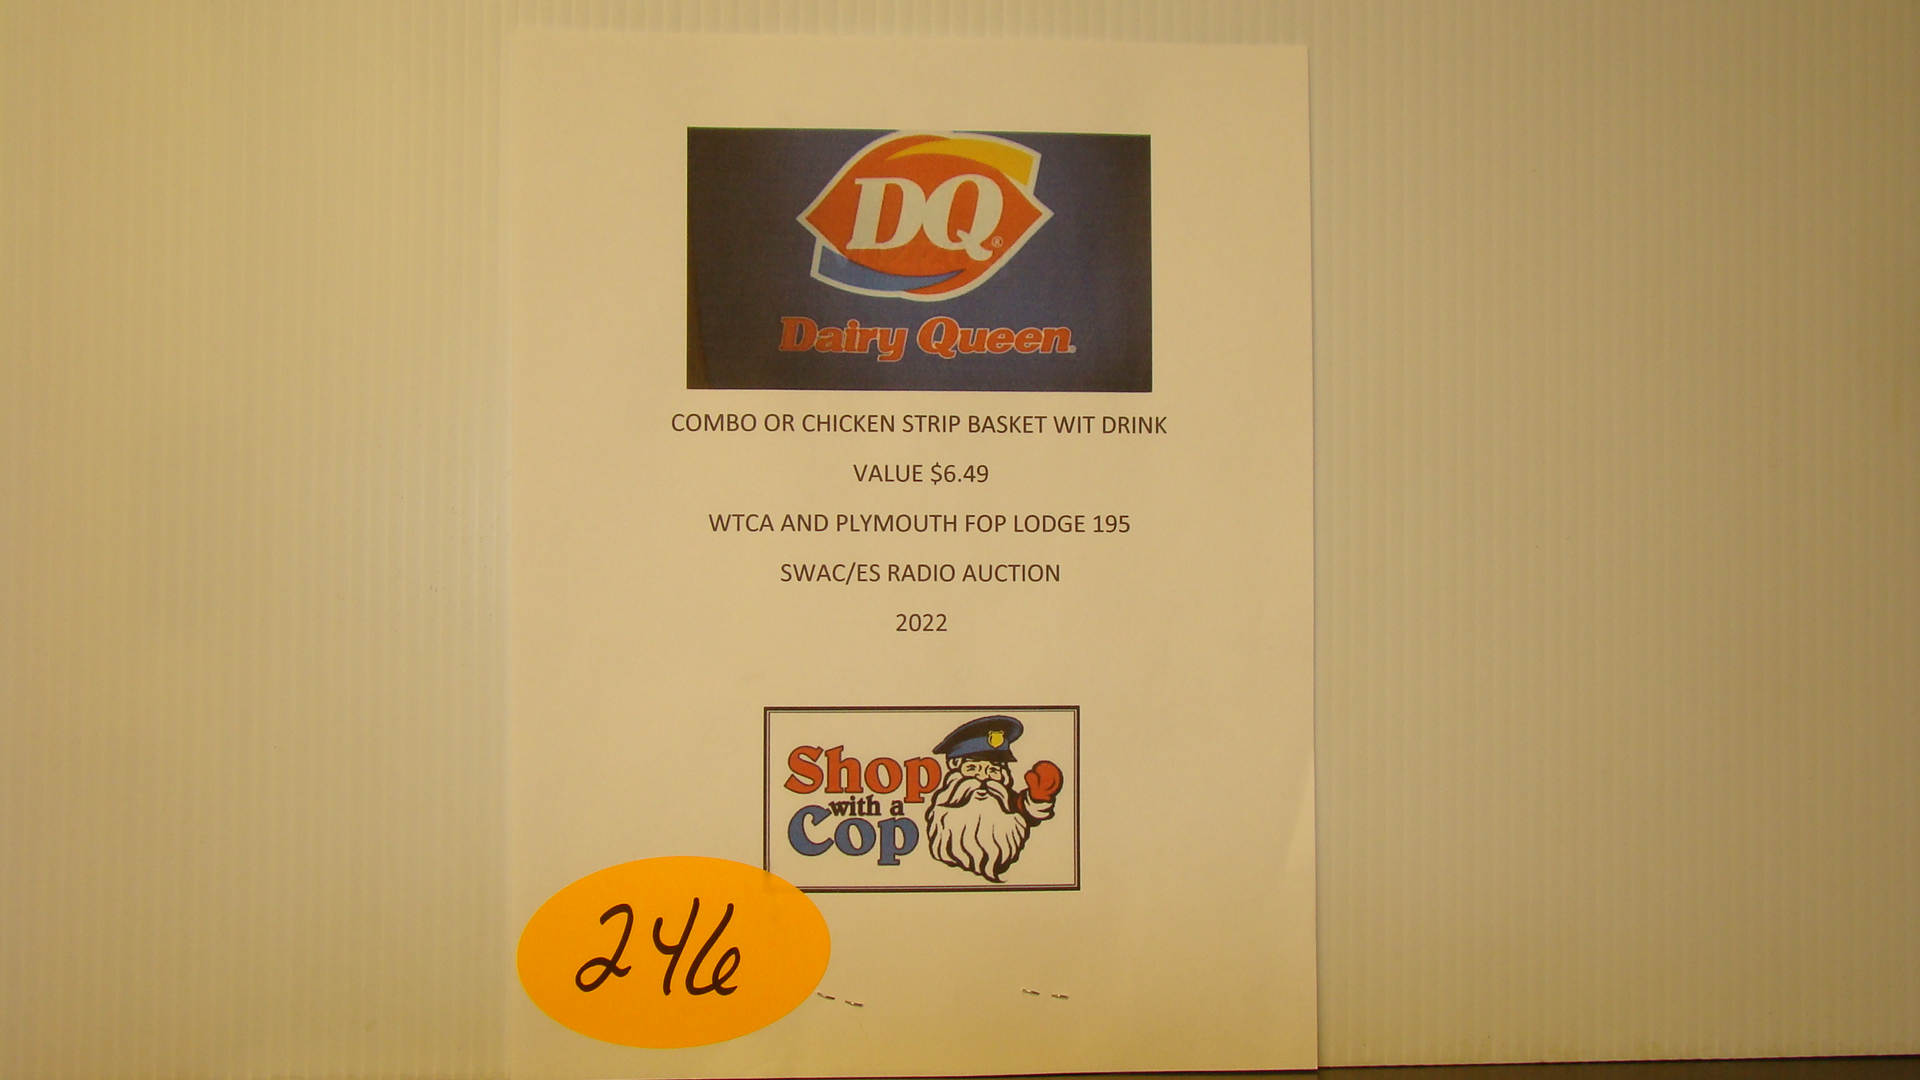 DQ®
Dairy Queen®
COMBO OR CHICKEN STRIP BASKET WIT DRINK
VALUE $6.49
WTCA AND PLYMOUTH FOP LODGE 195
SWAC/ES RADIO AUCTION
2022
Shop
with a
Cop
246